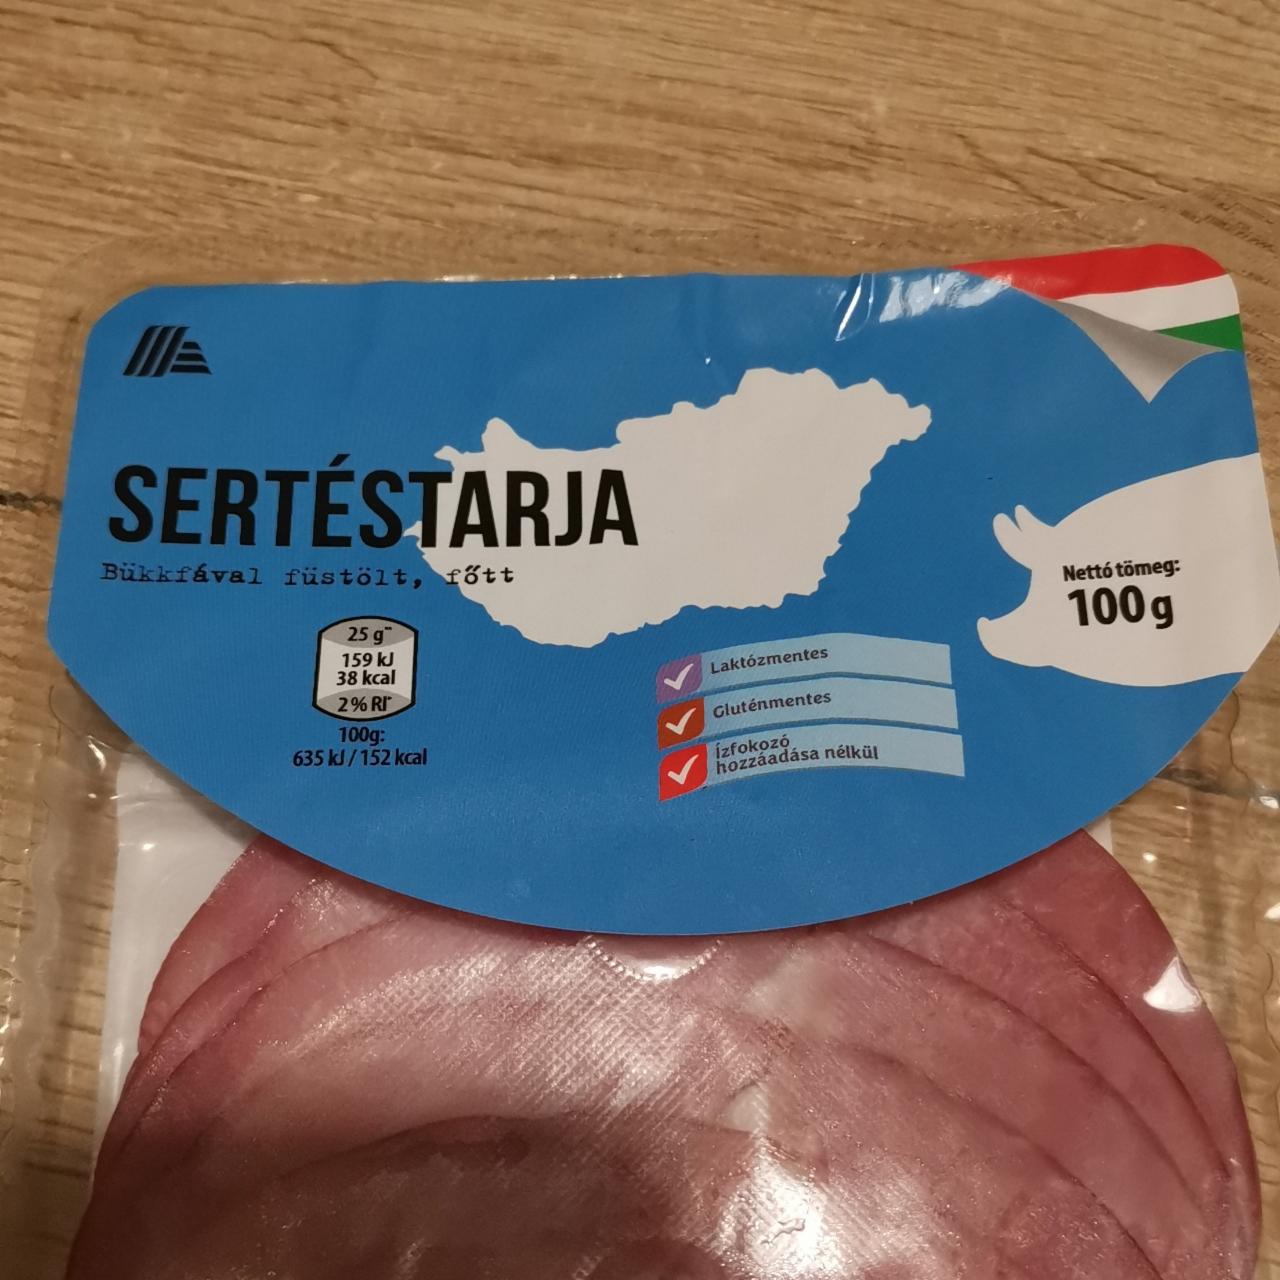 SERTÉSTARJA
Bükkfával füstölt, főtt
25 g**
159 kJ
38 kcal
2% RI*
100g:
635 kJ / 152 kcal
Laktózmentes
Gluténmentes
Ízfokozó
hozzáadása nélkül
Nettó tömeg:
100 g